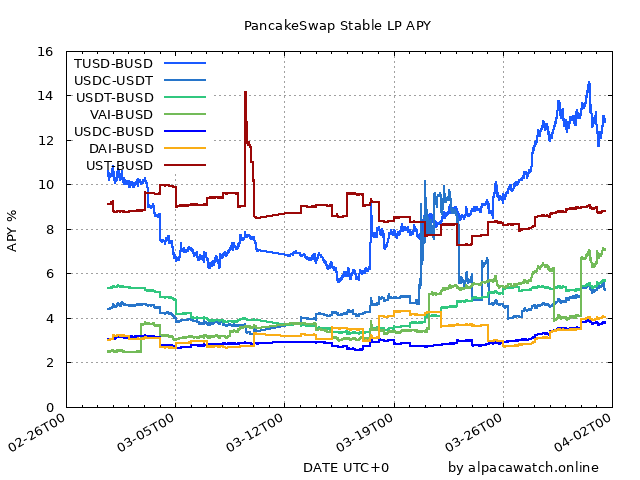 PancakeSwap Stable LP APY
16
14
12
10
8
6
4
2
0
APY %
TUSD-BUSD
USDC-USDT
USDT-BUSD
VAI-BUSD
USDC-BUSD
DAI-BUSD
UST-BUSD
02-26T00
03-05T00
03-12T00
03-19T00
03-26T00
04-02T00
DATE UTC+0
by alpacawatch.online